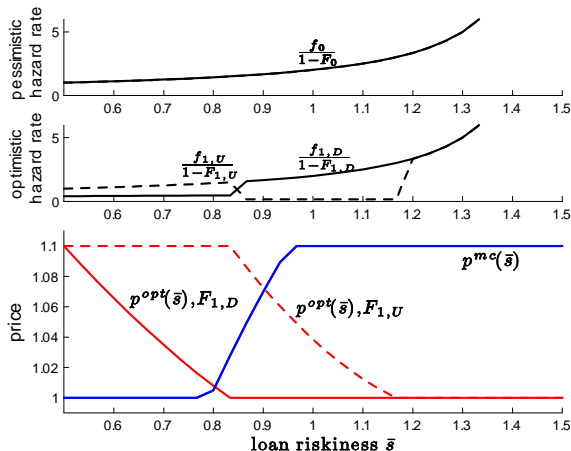 pessimistic
hazard rate
5
0
f₀
1−F₀
0.6 0.7 0.8 0.9 1 1.1 1.2 1.3 1.4 1.5
optimistic
hazard rate
5
0
f₁,U
1−F₁,U
f₁,D
1−F₁,D
0.6 0.7 0.8 0.9 1 1.1 1.2 1.3 1.4 1.5
price
1.1
1.08
1.06
1.04
1.02
1
p^{opt}(s̄), F₁,D
p^{opt}(s̄), F₁,U
p^{mc}(s̄)
0.6 0.7 0.8 0.9 1 1.1 1.2 1.3 1.4 1.5
loan riskiness s̄